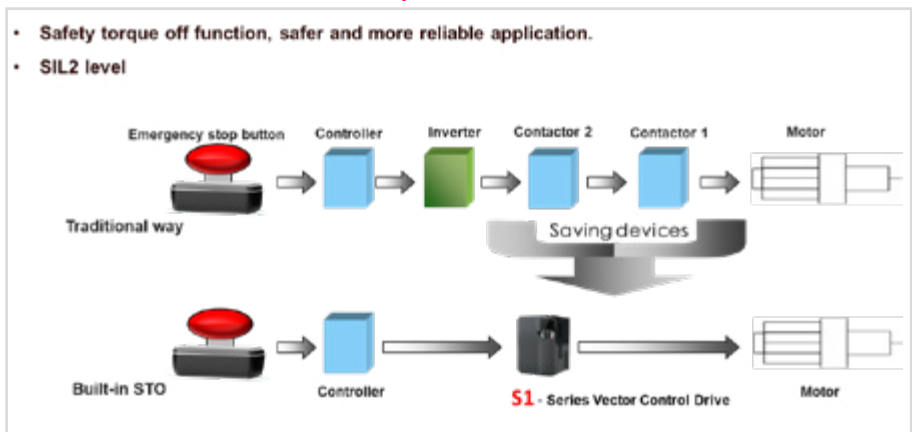 • Safety torque off function, safer and more reliable application.
• SIL2 level
Emergency stop button Controller Inverter Contactor 2 Contactor 1 Motor
Traditional way
Saving devices
Built-in STO
Controller
S1 - Series Vector Control Drive
Motor